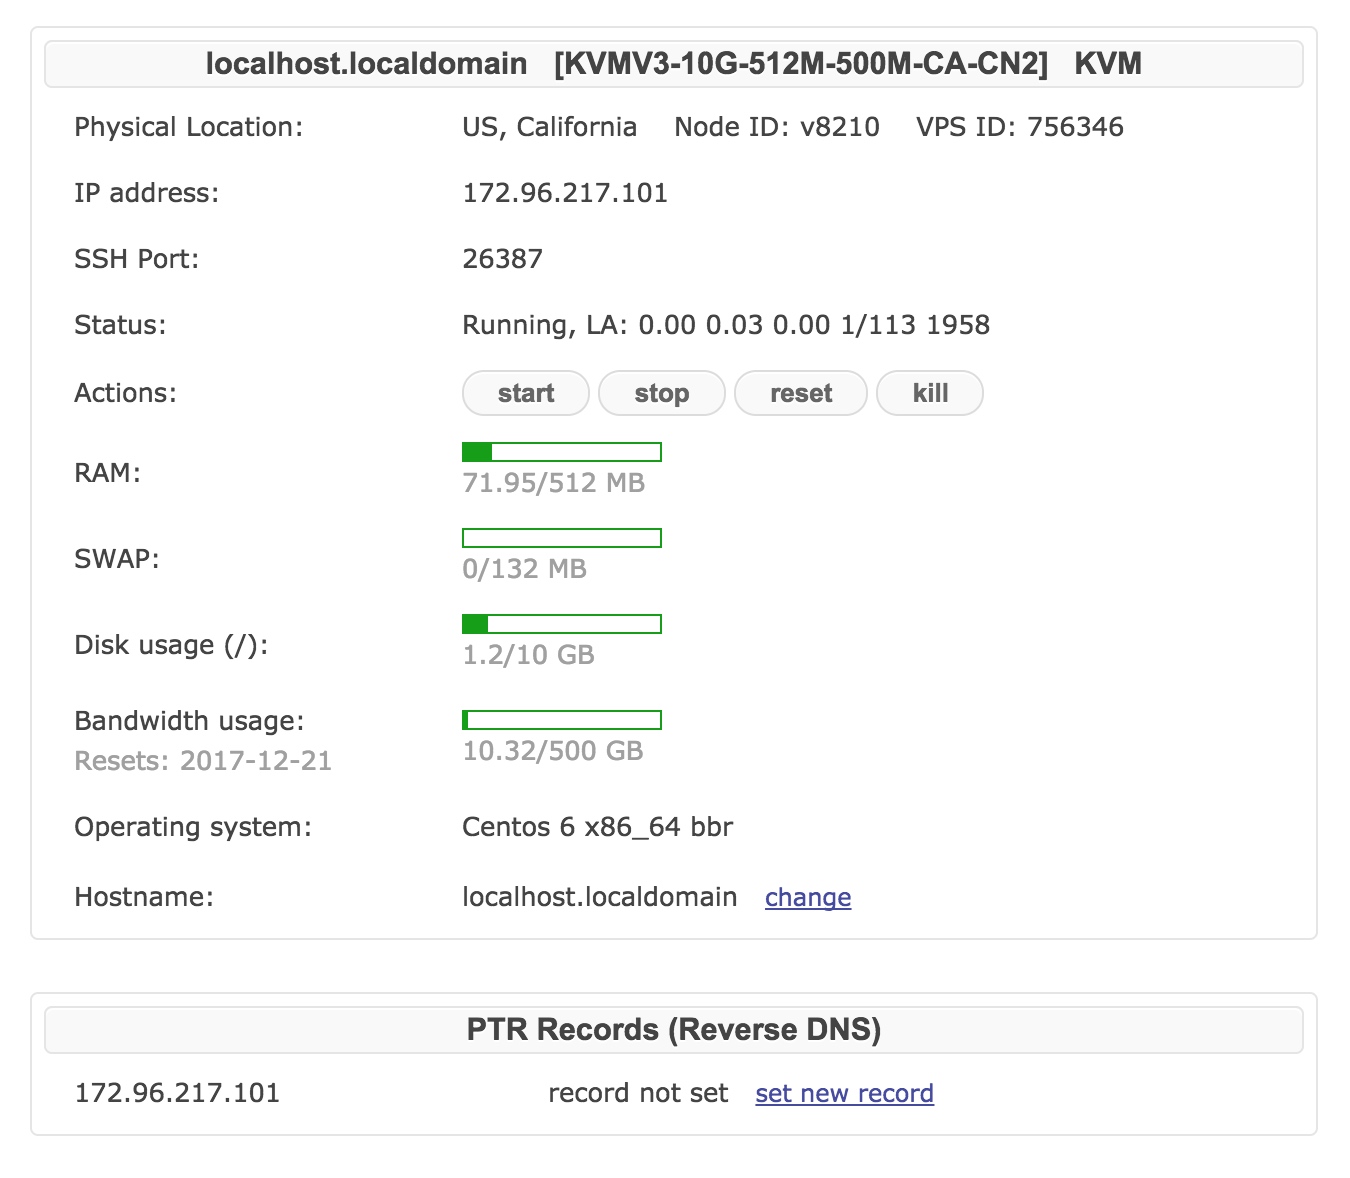 localhost.localdomain [KVMV3-10G-512M-500M-CA-CN2] KVM
Physical Location: US, California Node ID: v8210 VPS ID: 756346
IP address: 172.96.217.101
SSH Port: 26387
Status: Running, LA: 0.00 0.03 0.00 1/113 1958
Actions: start stop reset kill
RAM: 71.95/512 MB
SWAP: 0/132 MB
Disk usage (/): 1.2/10 GB
Bandwidth usage: 10.32/500 GB
Resets: 2017-12-21
Operating system: Centos 6 x86_64 bbr
Hostname: localhost.localdomain change
PTR Records (Reverse DNS)
172.96.217.101 record not set set new record